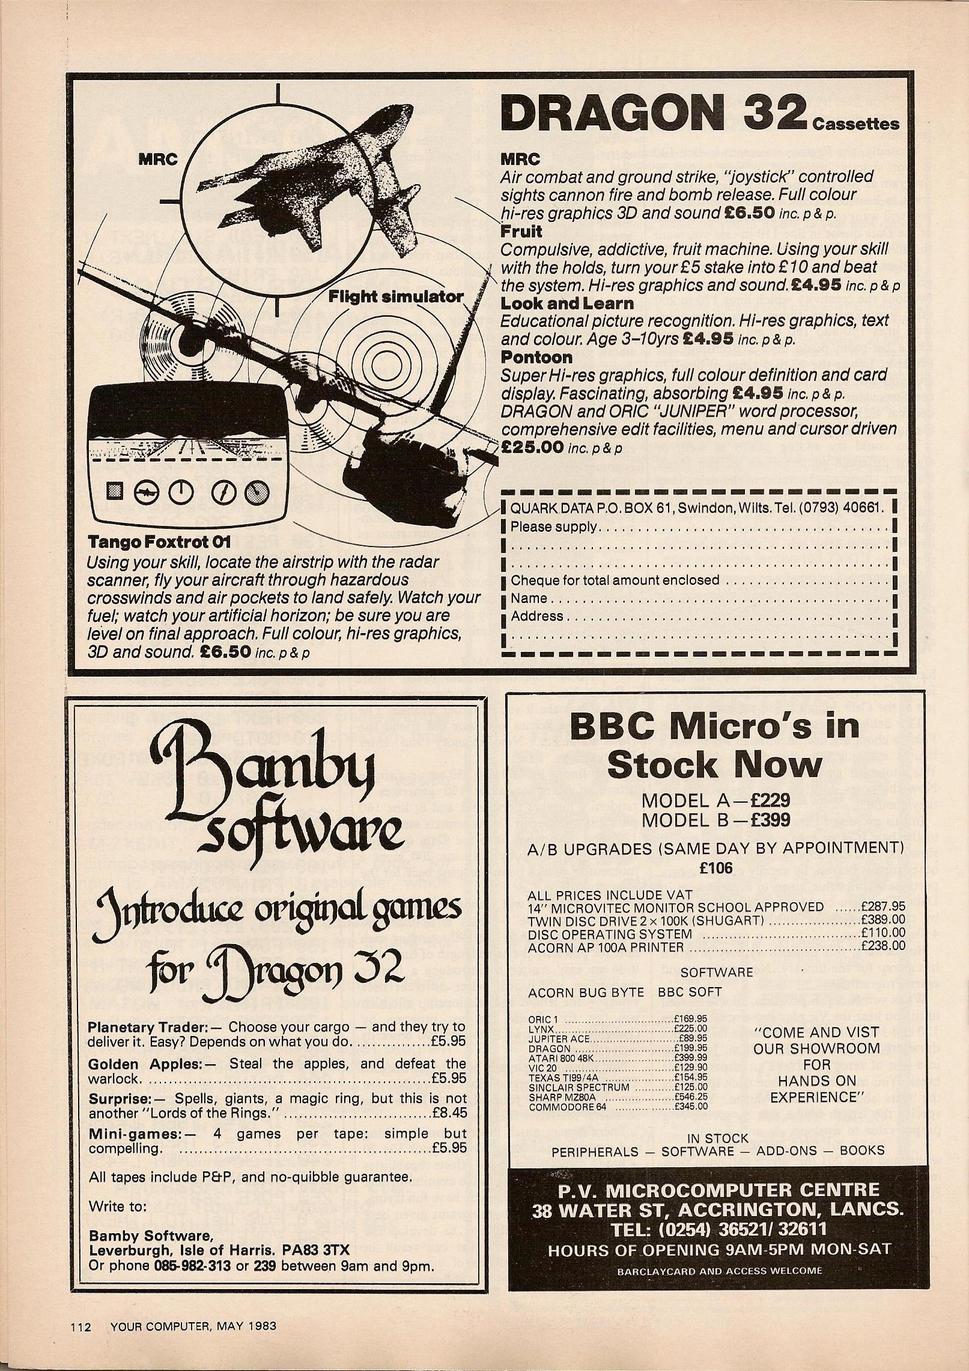 DRAGON 32 Cassettes
MRC
MRC
Air combat and ground strike, "joystick" controlled
sights cannon fire and bomb release. Full colour
hi-res graphics 3D and sound £6.50 inc. p & p.
Fruit
Compulsive, addictive, fruit machine. Using your skill
with the holds, turn your £5 stake into £10 and beat
the system. Hi-res graphics and sound. £4.95 inc. p & p
Look and Learn
Educational picture recognition. Hi-res graphics, text
and colour. Age 3–10yrs £4.95 inc. p & p.
Pontoon
Super Hi-res graphics, full colour definition and card
display. Fascinating, absorbing £4.95 inc. p & p.
DRAGON and ORIC "JUNIPER" word processor,
comprehensive edit facilities, menu and cursor driven
£25.00 inc. p & p
Flight simulator
Tango Foxtrot 01
Using your skill, locate the airstrip with the radar
scanner, fly your aircraft through hazardous
crosswinds and air pockets to land safely. Watch your
fuel; watch your artificial horizon; be sure you are
level on final approach. Full colour, hi-res graphics,
3D and sound. £6.50 inc. p & p
QUARK DATA P.O. BOX 61, Swindon, Wilts. Tel. (0793) 40661.
Please supply
Cheque for total amount enclosed
Name
Address
Bamby
software
Introduce original games
for Dragon 32
Planetary Trader:— Choose your cargo — and they try to
deliver it. Easy? Depends on what you do. ..............£5.95
Golden Apples:— Steal the apples, and defeat the
warlock. ..............£5.95
Surprise:— Spells, giants, a magic ring, but this is not
another "Lords of the Rings." ..............£8.45
Mini-games:— 4 games per tape: simple but
compelling. ..............£5.95
All tapes include P&P, and no-quibble guarantee.
Write to:
Bamby Software,
Leverburgh, Isle of Harris. PA83 3TX
Or phone 085-982-313 or 239 between 9am and 9pm.
BBC Micro's in
Stock Now
MODEL A—£229
MODEL B—£399
A/B UPGRADES (SAME DAY BY APPOINTMENT)
£106
ALL PRICES INCLUDE VAT
14" MICROVITEC MONITOR SCHOOL APPROVED ......£287.95
TWIN DISC DRIVE 2 × 100K (SHUGART) ......£389.00
DISC OPERATING SYSTEM ......£110.00
ACORN AP 100A PRINTER ......£238.00
SOFTWARE
ACORN BUG BYTE BBC SOFT
ORIC 1 ......£169.95
LYNX ......£225.00
JUPITER ACE ......£89.95
DRAGON ......£199.95
ATARI 800 48K ......£399.99
VIC 20 ......£129.90
TEXAS TI99/4A ......£154.95
SINCLAIR SPECTRUM ......£125.00
SHARP MZ80A ......£546.25
COMMODORE 64 ......£345.00
"COME AND VIST
OUR SHOWROOM
FOR
HANDS ON
EXPERIENCE"
IN STOCK
PERIPHERALS — SOFTWARE — ADD-ONS — BOOKS
P.V. MICROCOMPUTER CENTRE
38 WATER ST, ACCRINGTON, LANCS.
TEL: (0254) 36521/ 32611
HOURS OF OPENING 9AM-5PM MON-SAT
BARCLAYCARD AND ACCESS WELCOME
112 YOUR COMPUTER, MAY 1983